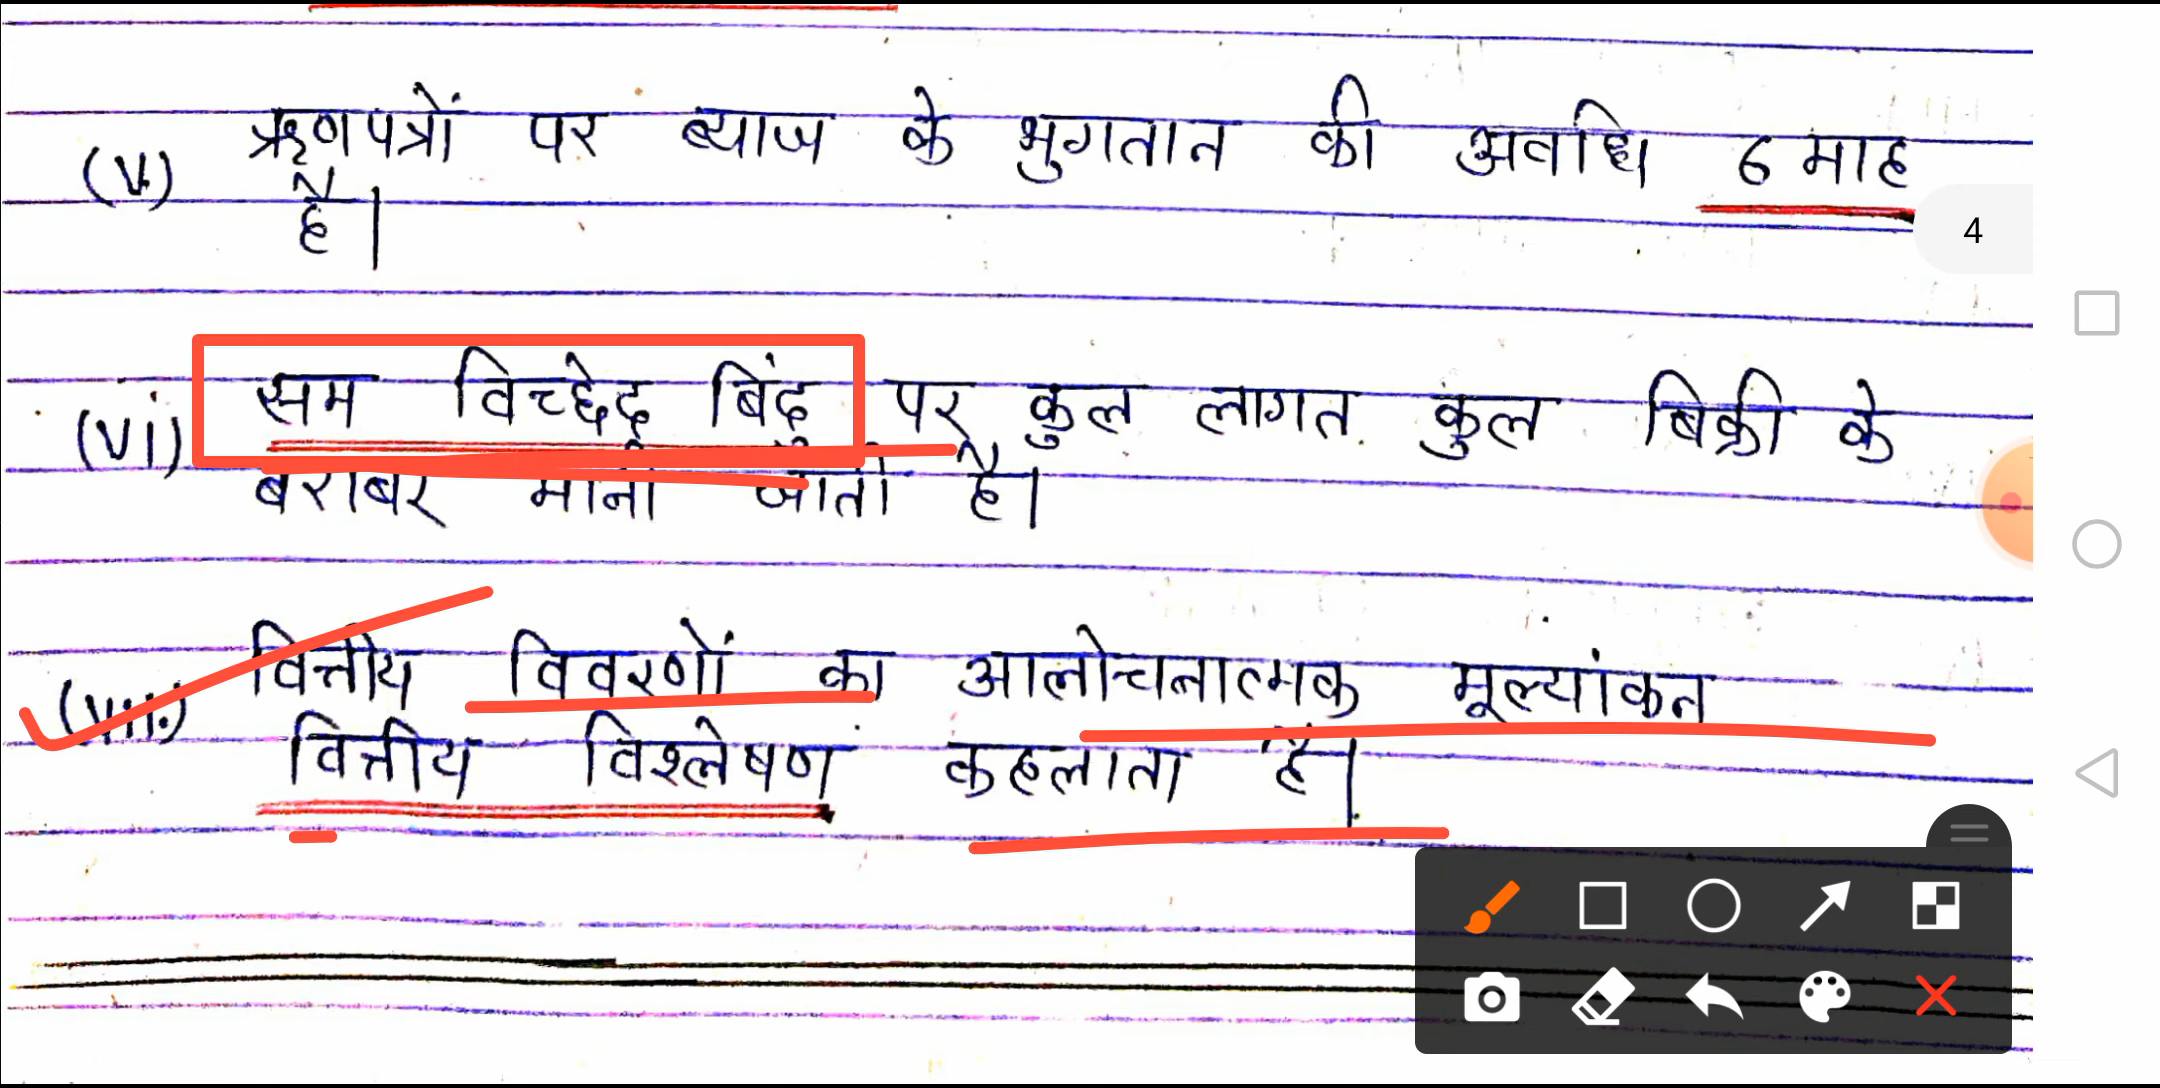 (v) ऋणपत्रों पर ब्याज के भुगतान की अवधि 6 माह
है।
4
(vi) सम विच्छेद बिंदु पर कुल लागत कुल बिक्री के
बराबर मानी जाती है।
(vii) वित्तीय विवरणों का आलोचनात्मक मूल्यांकन
वित्तीय विश्लेषण कहलाता है।